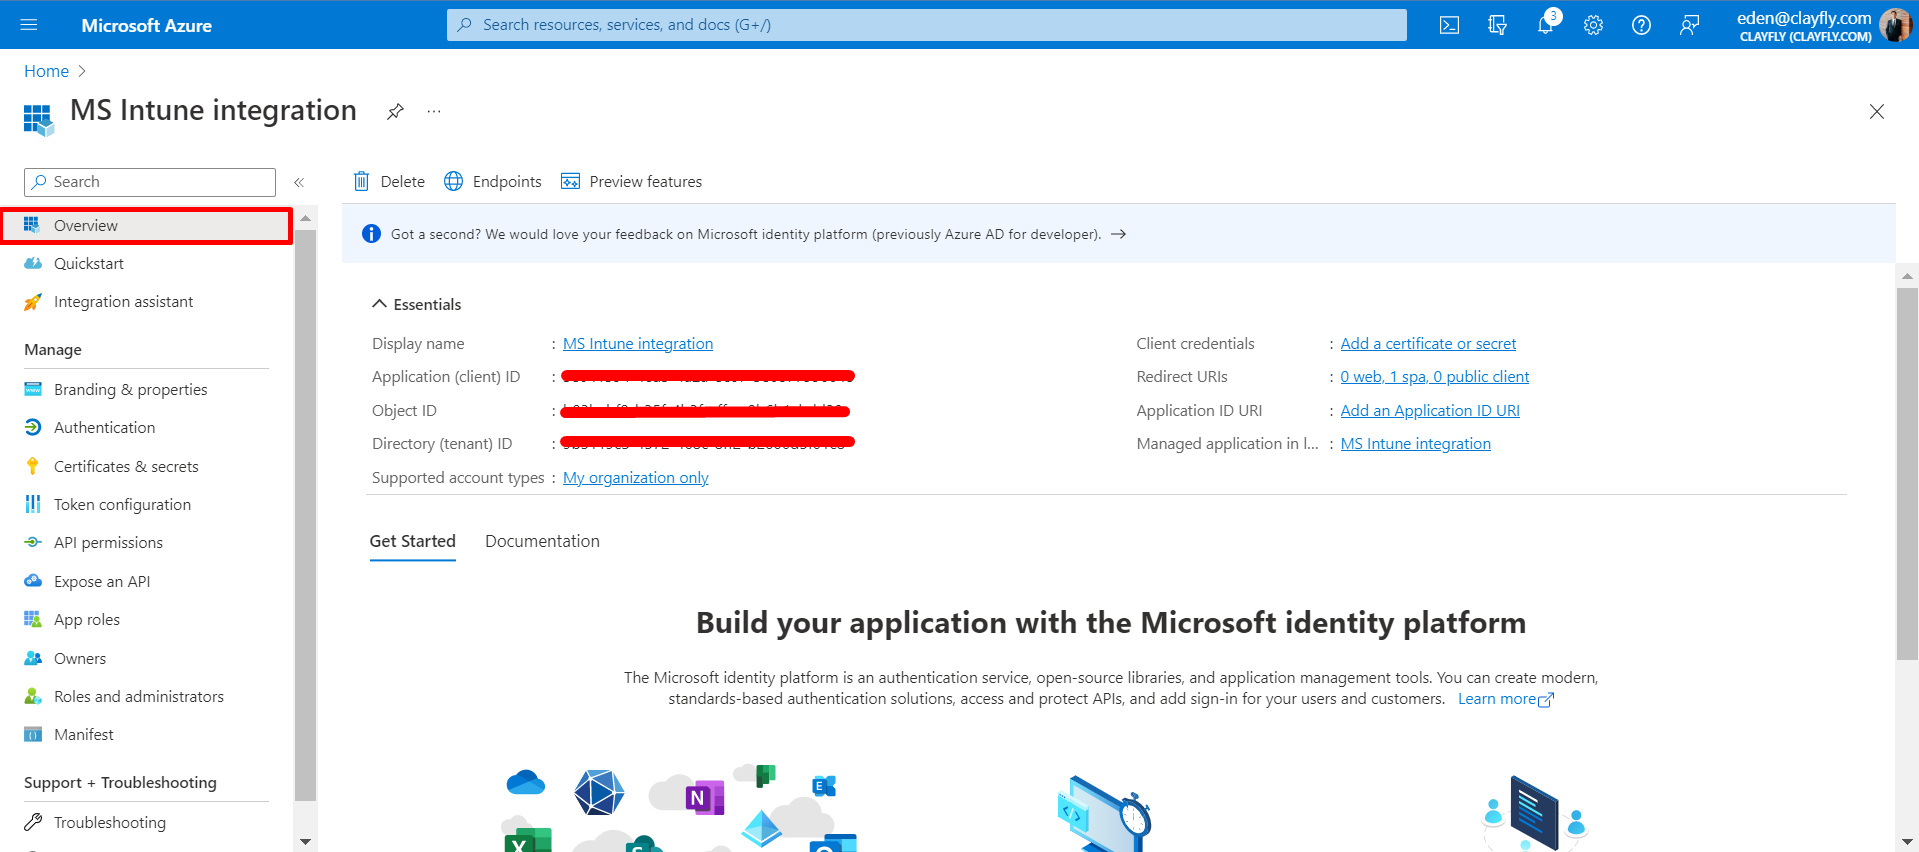 Microsoft Azure
Search resources, services, and docs (G+/)
3
eden@clayfly.com
CLAYFLY (CLAYFLY.COM)
Home
MS Intune integration
Search
Delete
Endpoints
Preview features
Got a second? We would love your feedback on Microsoft identity platform (previously Azure AD for developer).
Overview
Quickstart
Integration assistant
Manage
Branding & properties
Authentication
Certificates & secrets
Token configuration
API permissions
Expose an API
App roles
Owners
Roles and administrators
Manifest
Support + Troubleshooting
Troubleshooting
Essentials
Display name : MS Intune integration
Application (client) ID :
Object ID :
Directory (tenant) ID :
Supported account types : My organization only
Client credentials : Add a certificate or secret
Redirect URIs : 0 web, 1 spa, 0 public client
Application ID URI : Add an Application ID URI
Managed application in l... : MS Intune integration
Get Started
Documentation
Build your application with the Microsoft identity platform
The Microsoft identity platform is an authentication service, open-source libraries, and application management tools. You can create modern,
standards-based authentication solutions, access and protect APIs, and add sign-in for your users and customers. Learn more
N
E
X
S